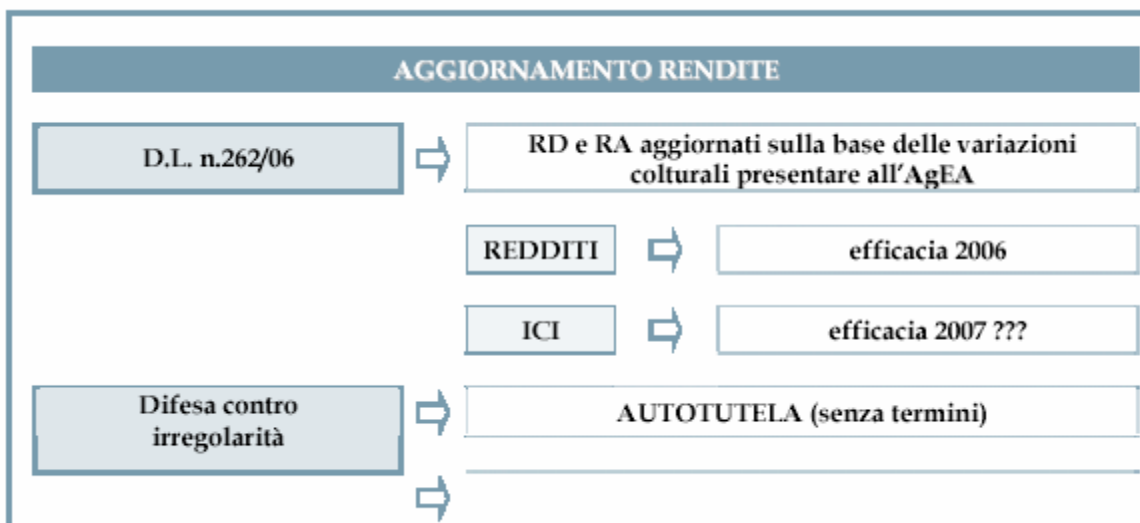 AGGIORNAMENTO RENDITE
D.L. n.262/06
RD e RA aggiornati sulla base delle variazioni
colturali presentare all'AgEA
REDDITI
efficacia 2006
ICI
efficacia 2007 ???
Difesa contro
irregolarità
AUTOTUTELA (senza termini)